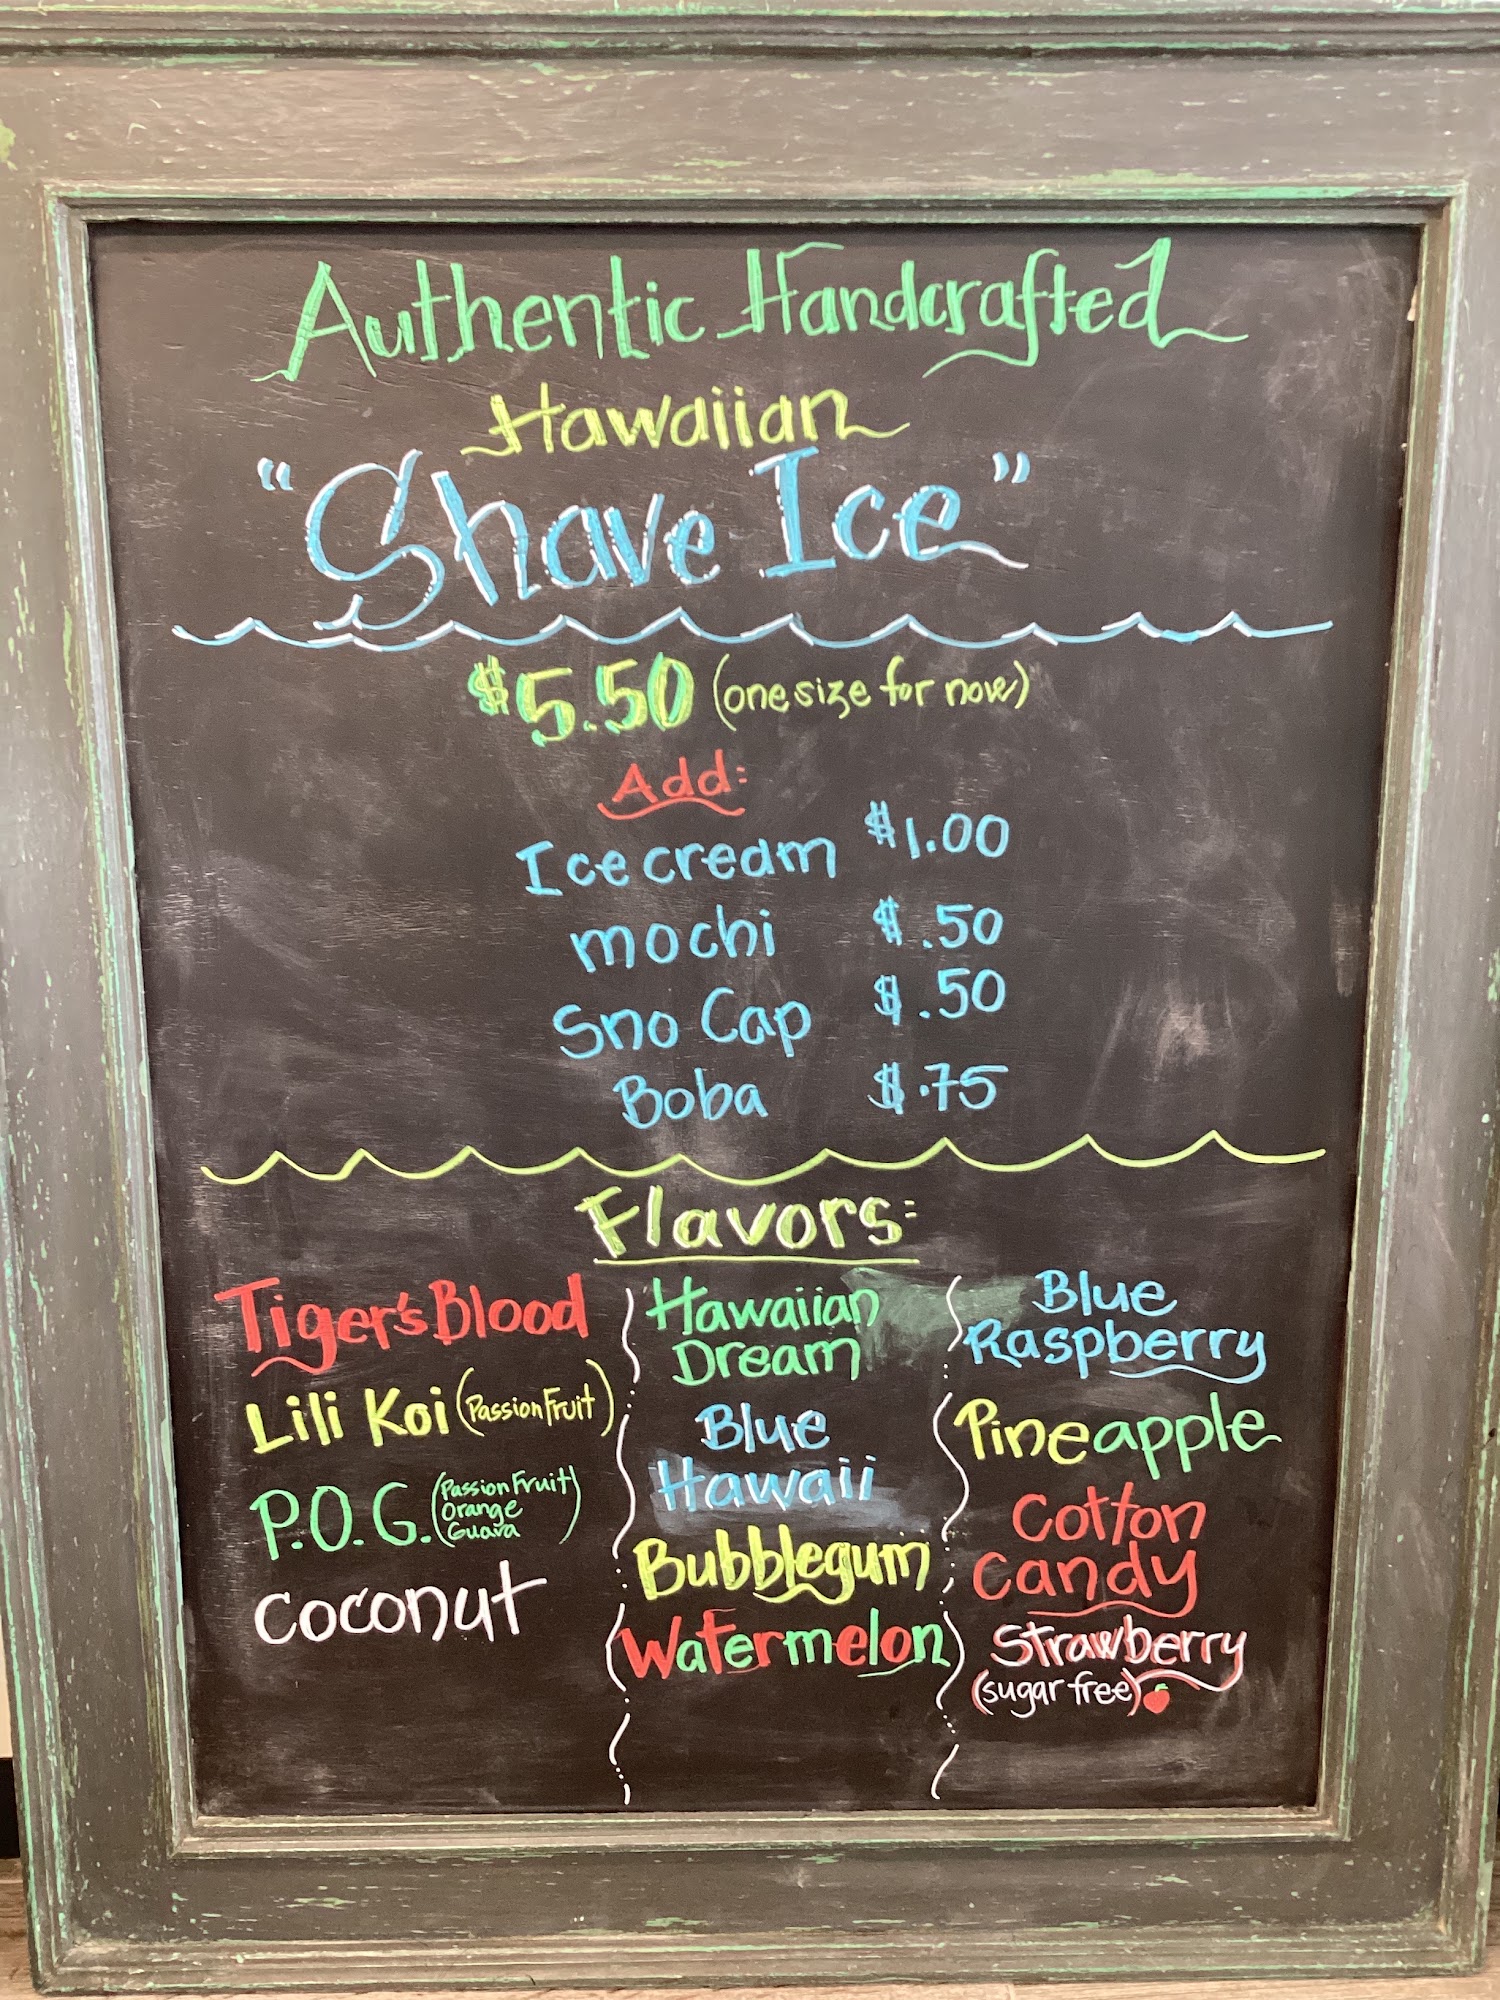 Authentic Handcrafted
Hawaiian
"Shave Ice"
$5.50 (one size for now)
Add:
Ice cream $1.00
mochi $.50
Sno Cap $.50
Boba $.75
Flavors:
Tiger's Blood
Lili Koi (Passion Fruit)
P.O.G. (Passion Fruit
Orange
Guava)
Coconut
Hawaiian
Dream
Blue
Hawaii
Bubblegum
Watermelon
Blue
Raspberry
Pineapple
Cotton
Candy
Strawberry
(sugar free)